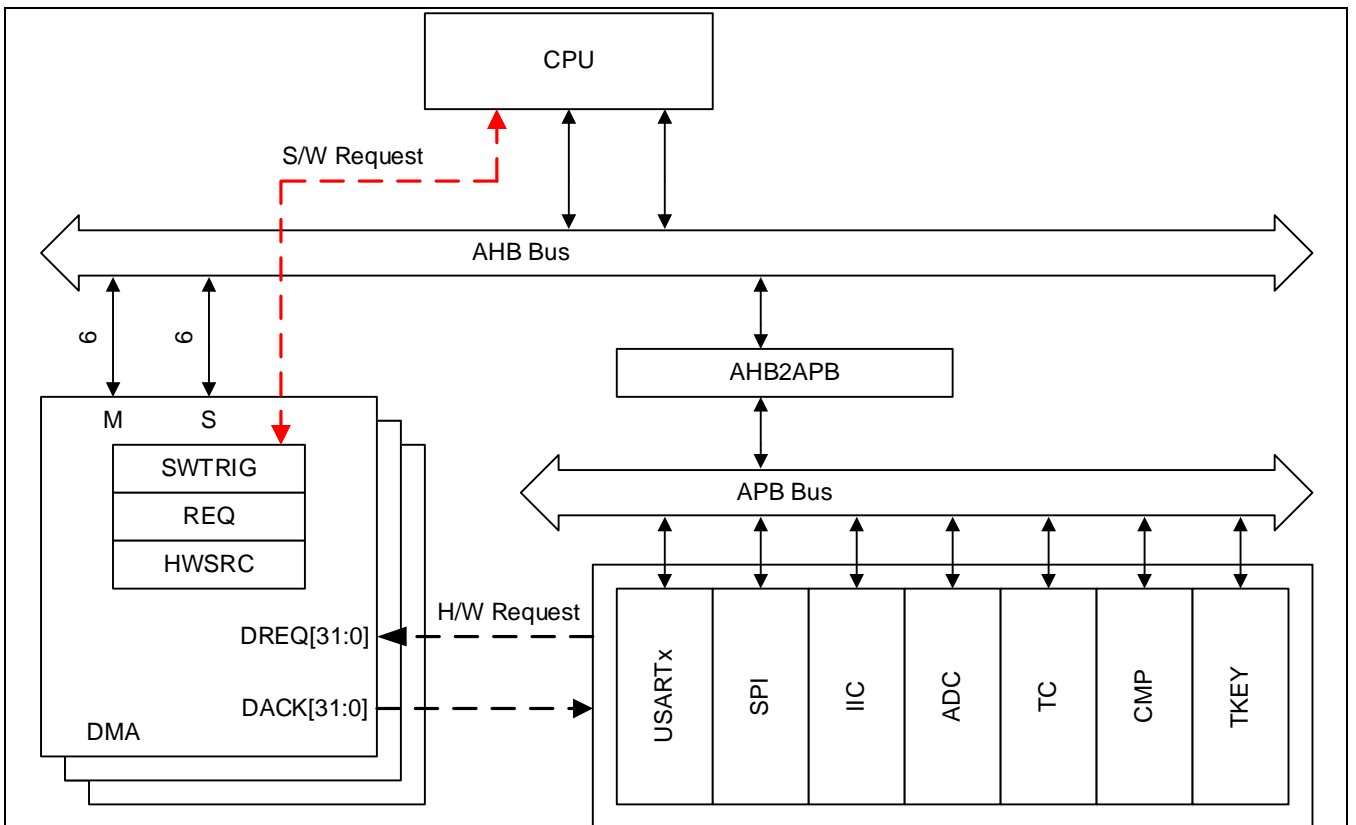 CPU
S/W Request
AHB Bus
6
6
AHB2APB
M
S
SWTRIG
REQ
HWSRC
APB Bus
H/W Request
DREQ[31:0]
DACK[31:0]
DMA
USARTx
SPI
IIC
ADC
TC
CMP
TKEY